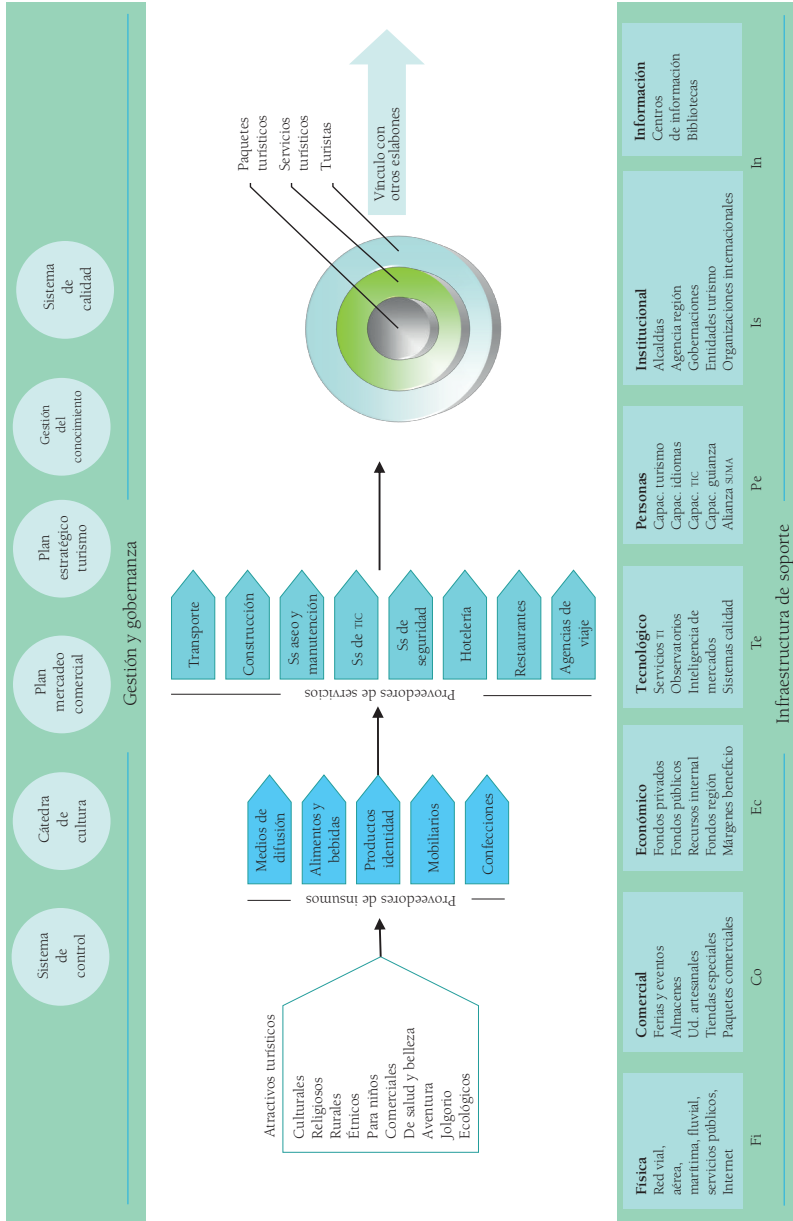 Gestión y gobernanza
Sistema
de
control
Cátedra
de
cultura
Plan
mercadeo
comercial
Plan
estratégico
turismo
Gestión
del
conocimiento
Sistema
de
calidad
Atractivos turísticos
Culturales
Religiosos
Rurales
Étnicos
Para niños
Comerciales
De salud y belleza
Aventura
Jolgorio
Ecológicos
Proveedores de insumos
Medios de
difusión
Alimentos y
bebidas
Productos
identidad
Mobiliarios
Confecciones
Proveedores de servicios
Transporte
Construcción
Ss aseo y
manutención
Ss de TIC
Ss de
seguridad
Hotelería
Restaurantes
Agencias de
viaje
Paquetes
turísticos
Servicios
turísticos
Turistas
Vínculo con
otros eslabones
Física
Red vial,
aérea,
marítima, fluvial,
servicios públicos,
Internet
Fi
Comercial
Ferias y eventos
Almacenes
Ud. artesanales
Tiendas especiales
Paquetes comerciales
Co
Económico
Fondos privados
Fondos públicos
Recursos internal
Fondos región
Márgenes beneficio
Ec
Tecnológico
Servicios TI
Observatorios
Inteligencia de
mercados
Sistemas calidad
Te
Personas
Capac. turismo
Capac. idiomas
Capac. TIC
Capac. guianza
Alianza SUMA
Pe
Institucional
Alcaldías
Agencia región
Gobernaciones
Entidades turismo
Organizaciones internacionales
Is
Información
Centros
de información
Bibliotecas
In
Infraestructura de soporte